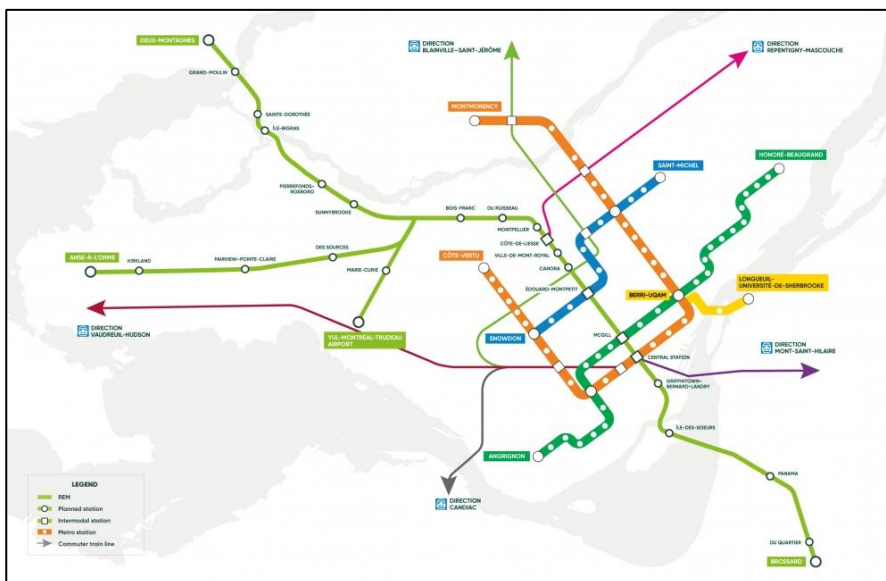 DEUX-MONTAGNES
GRAND-MOULIN
SAINTE-DOROTHÉE
ÎLE-BIGRAS
PIERREFONDS-
ROXBORO
SUNNYBROOKE
BOIS-FRANC
DU RUISSEAU
MONTPELLIER
CÔTE-DE-LIESSE
VILLE-DE-MONT-ROYAL
CANORA
ÉDOUARD-MONTPETIT
MCGILL
CENTRAL STATION
GRIFFINTOWN-
BERNARD-LANDRY
ÎLE-DES-SOEURS
PANAMA
DU QUARTIER
BROSSARD
ANSE-À-L'ORME
KIRKLAND
FAIRVIEW-POINTE-CLAIRE
DES SOURCES
MARIE-CURIE
YUL-MONTRÉAL-TRUDEAU
AIRPORT
DIRECTION
VAUDREUIL-HUDSON
DIRECTION
BLAINVILLE–SAINT-JÉRÔME
DIRECTION
REPENTIGNY-MASCOUCHE
MONTMORENCY
SAINT-MICHEL
HONORÉ-BEAUGRAND
CÔTE-VERTU
SNOWDON
BERRI-UQAM
LONGUEUIL-
UNIVERSITÉ-DE-SHERBROOKE
DIRECTION
MONT-SAINT-HILAIRE
ANGRIGNON
DIRECTION
CANDIAC
LEGEND
REM
Planned station
Intermodal station
Metro station
Commuter train line